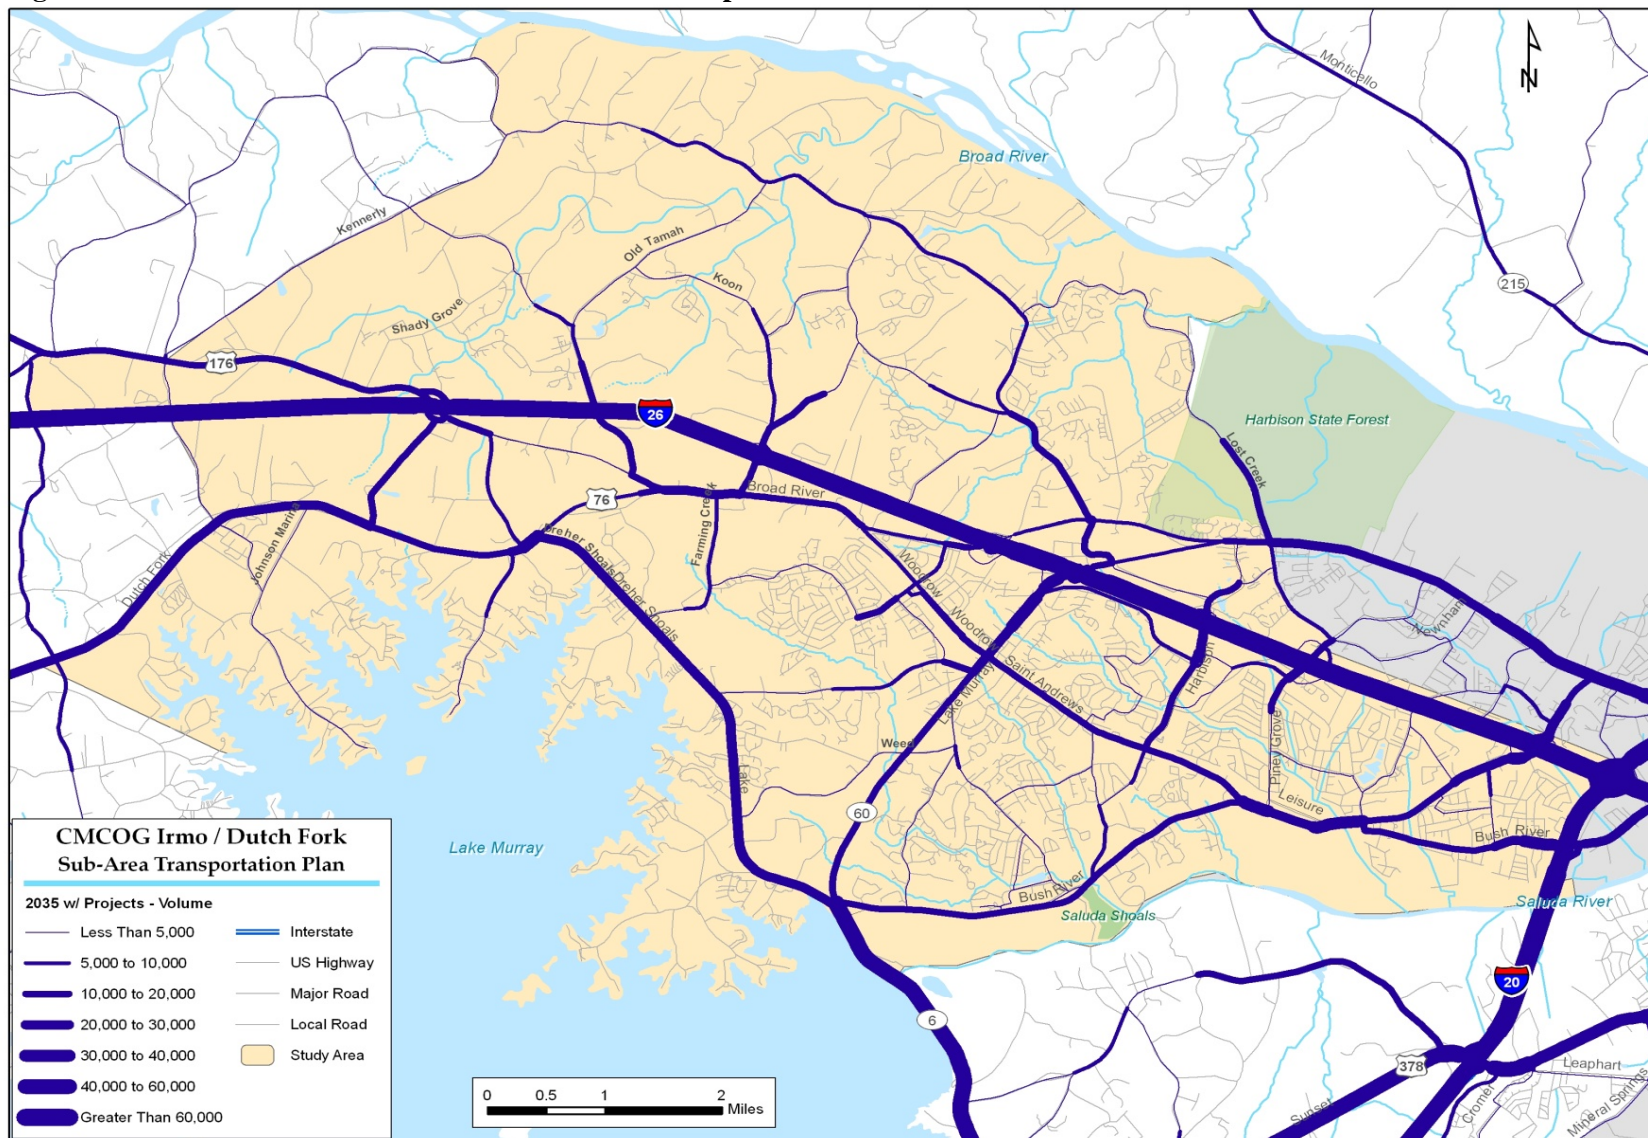 Monticello
N
Broad River
Kennerly
Old Tamah
Koon
215
Shady Grove
176
26
Harbison State Forest
Lost Creek
76
Broad River
Farming Creek
Johnson Marina
Dreher Shoals
Dreher Shoals
Dutch Fork
Woodrow
Woodrow
Newnham
Saint Andrews
Harbison
Lake Murray
Piney Grove
Weed
Lake
60
Leisure
Bush River
Lake Murray
Bush River
Saluda Shoals
Saluda River
20
6
378
Leaphart
Sunset
Cromer
Mineral Springs
CMCOG Irmo / Dutch Fork
Sub-Area Transportation Plan
2035 w/ Projects - Volume
Less Than 5,000
5,000 to 10,000
10,000 to 20,000
20,000 to 30,000
30,000 to 40,000
40,000 to 60,000
Greater Than 60,000
Interstate
US Highway
Major Road
Local Road
Study Area
0 0.5 1 2
Miles